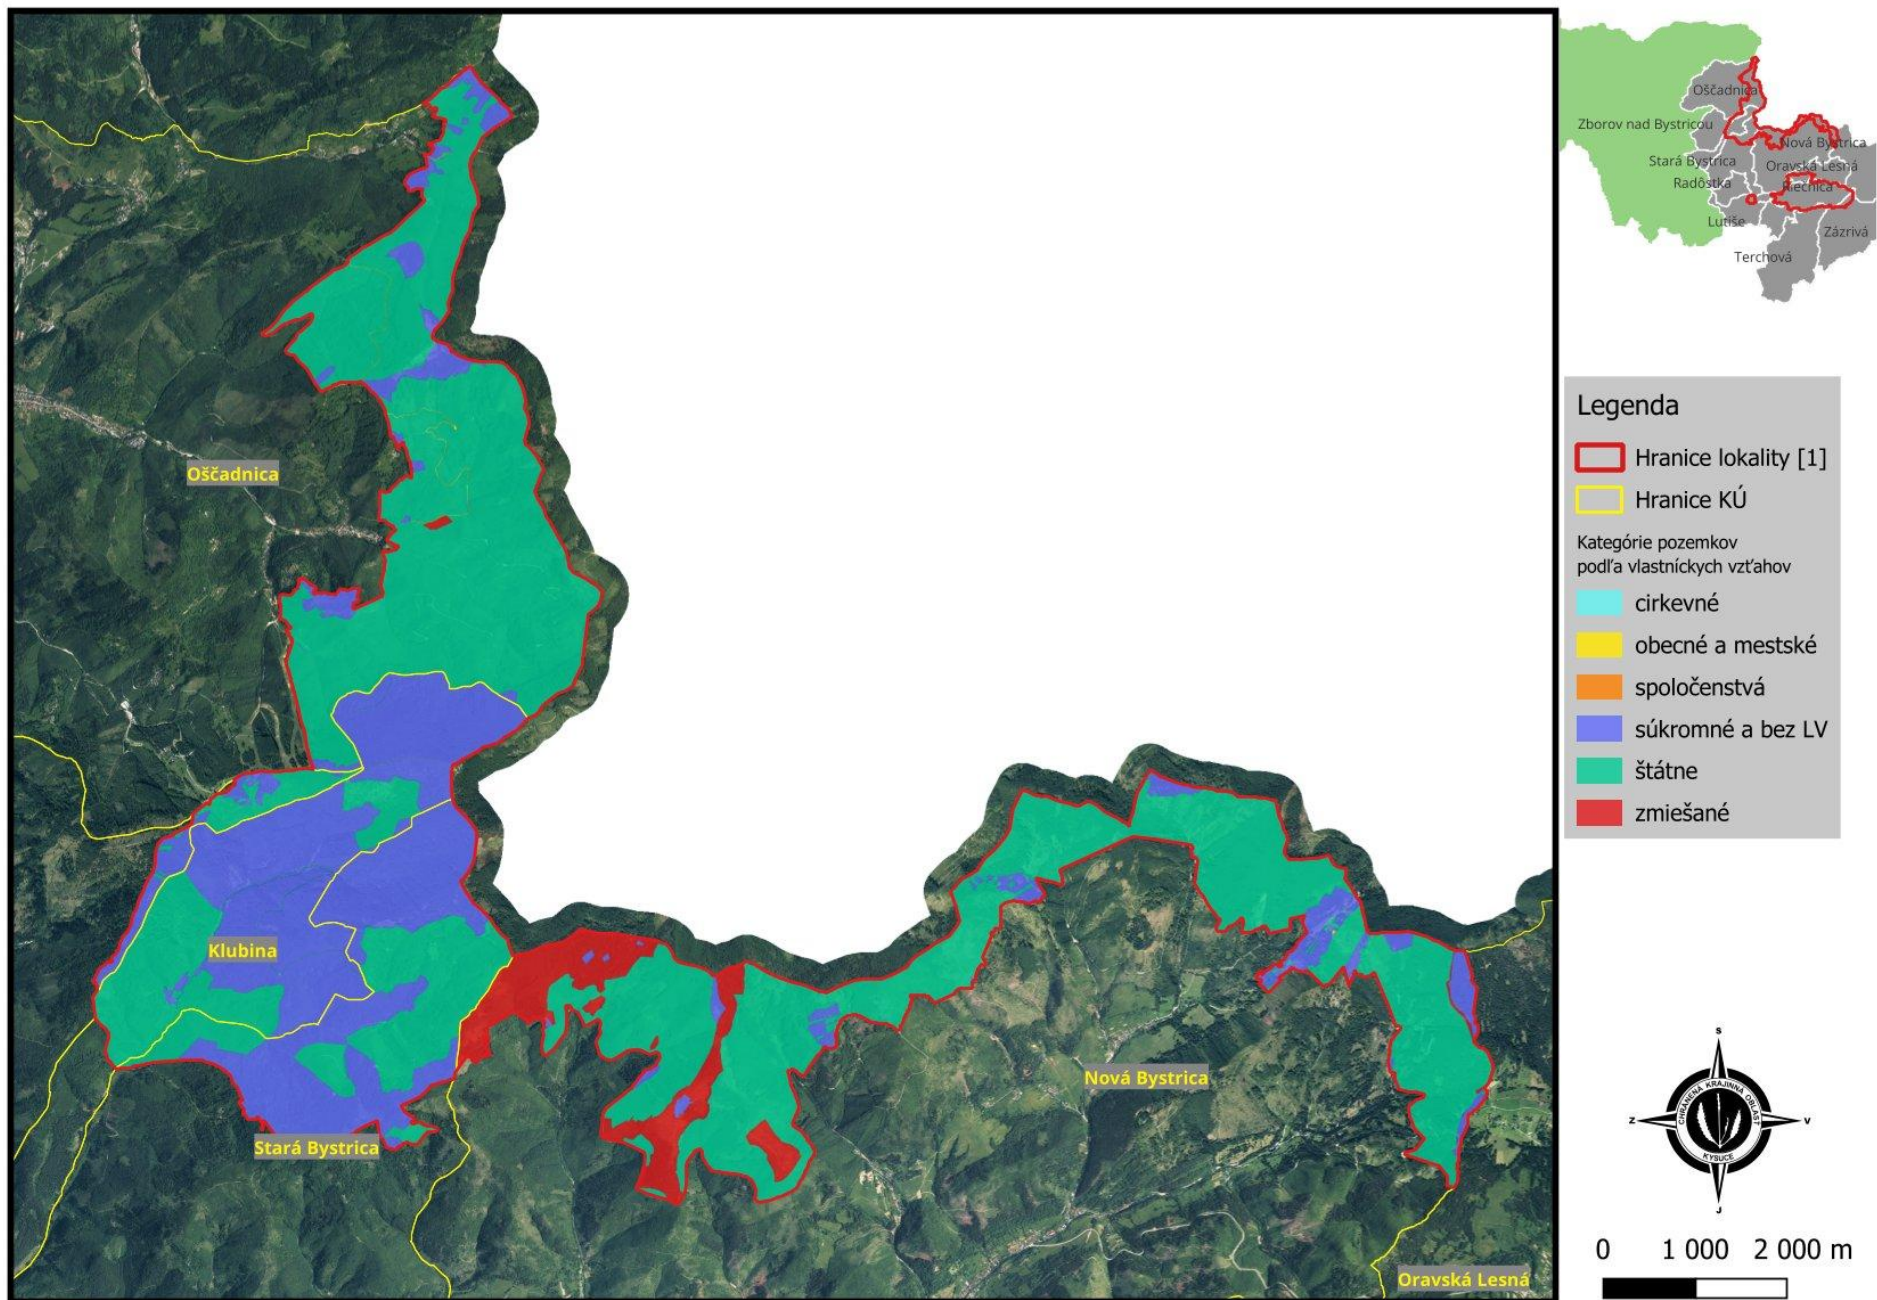 Oščadnica
Klubina
Stará Bystrica
Nová Bystrica
Oravská Lesná
Oščadnica
Zborov nad Bystricou
Nová Bystrica
Stará Bystrica
Oravská Lesná
Radôstka
Riečnica
Lutiše
Zázrivá
Terchová
Legenda
Hranice lokality [1]
Hranice KÚ
Kategórie pozemkov
podľa vlastníckych vzťahov
cirkevné
obecné a mestské
spoločenstvá
súkromné a bez LV
štátne
zmiešané
S
Z
V
J
CHRÁNENÁ KRAJINNÁ OBLASŤ
KYSUCE
0 1 000 2 000 m